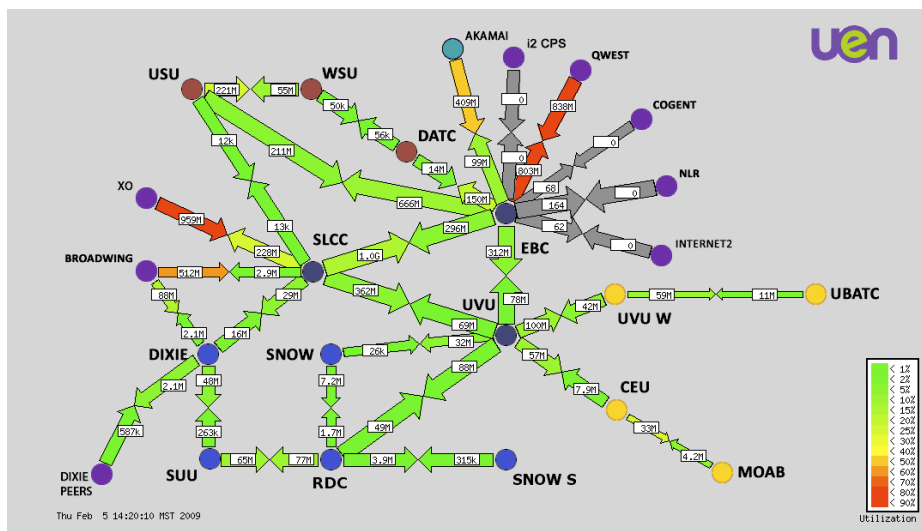 uen
AKAMAI
i2 CPS
QWEST
USU
WSU
COGENT
221M
55M
50k
56k
409M
0
838M
0
12k
211M
DATC
14M
99M
0
803M
NLR
68
0
XO
666M
150M
164
959M
13k
296M
62
0
INTERNET2
228M
SLCC
1.0G
EBC
BROADWING
512M
2.9M
312M
362M
88M
29M
UVU
78M
59M
11M
UBATC
42M
UVU W
2.1M
16M
69M
100M
DIXIE
SNOW
26k
32M
57M
2.1M
48M
7.2M
88M
7.9M
CEU
587k
263k
1.7M
49M
33M
4.2M
65M
77M
3.9M
315k
DIXIE
PEERS
SUU
RDC
SNOW S
MOAB
< 1%
< 2%
< 5%
< 10%
< 15%
< 20%
< 25%
< 30%
< 40%
< 50%
< 60%
< 70%
< 80%
< 90%
Utilization
Thu Feb 5 14:20:10 MST 2009